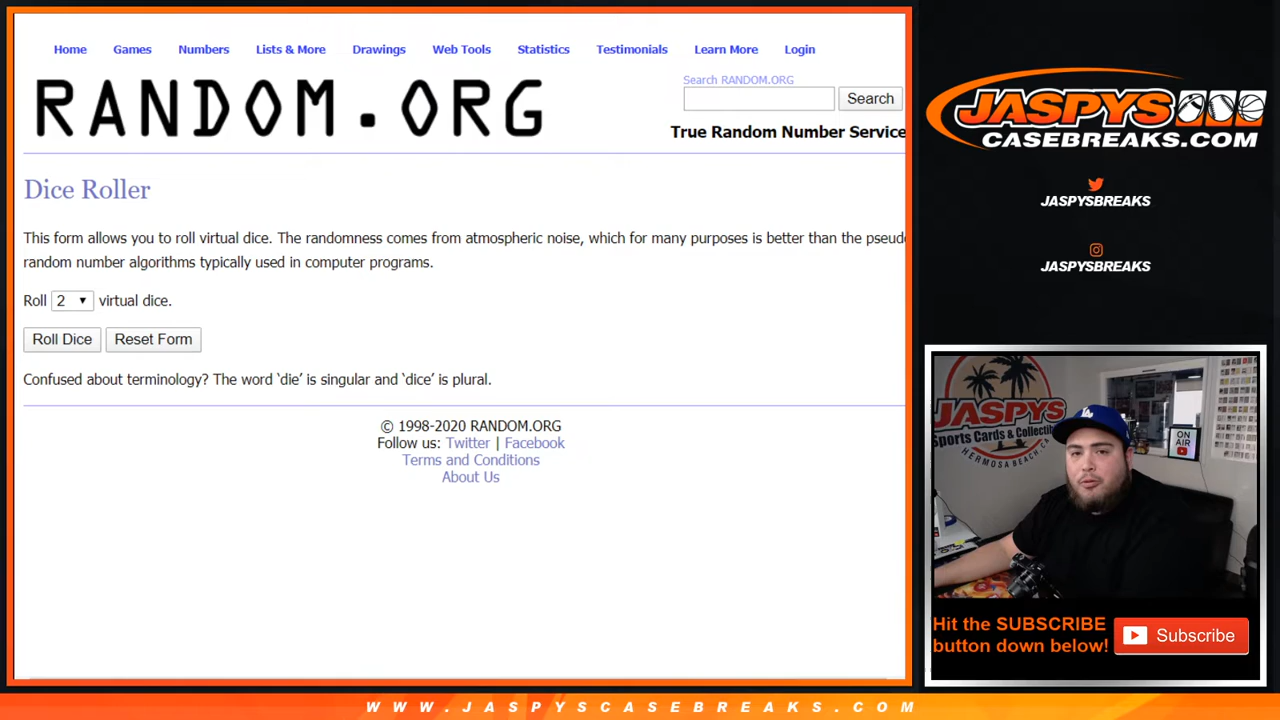 Home Games Numbers Lists & More Drawings Web Tools Statistics Testimonials Learn More Login
RANDOM.ORG
Search RANDOM.ORG
Search
True Random Number Service
Dice Roller
This form allows you to roll virtual dice. The randomness comes from atmospheric noise, which for many purposes is better than the pseudo
random number algorithms typically used in computer programs.
Roll 2 virtual dice.
Roll Dice Reset Form
Confused about terminology? The word ‘die’ is singular and ‘dice’ is plural.
© 1998-2020 RANDOM.ORG
Follow us: Twitter | Facebook
Terms and Conditions
About Us
JASPYS
CASEBREAKS.COM
JASPYSBREAKS
JASPYSBREAKS
JASPYS
Sports Cards & Collectib
HERMOSA BEACH, CA
ON
AIR
LA
Hit the SUBSCRIBE
button down below!
Subscribe
WWW.JASPYSCASEBREAKS.COM